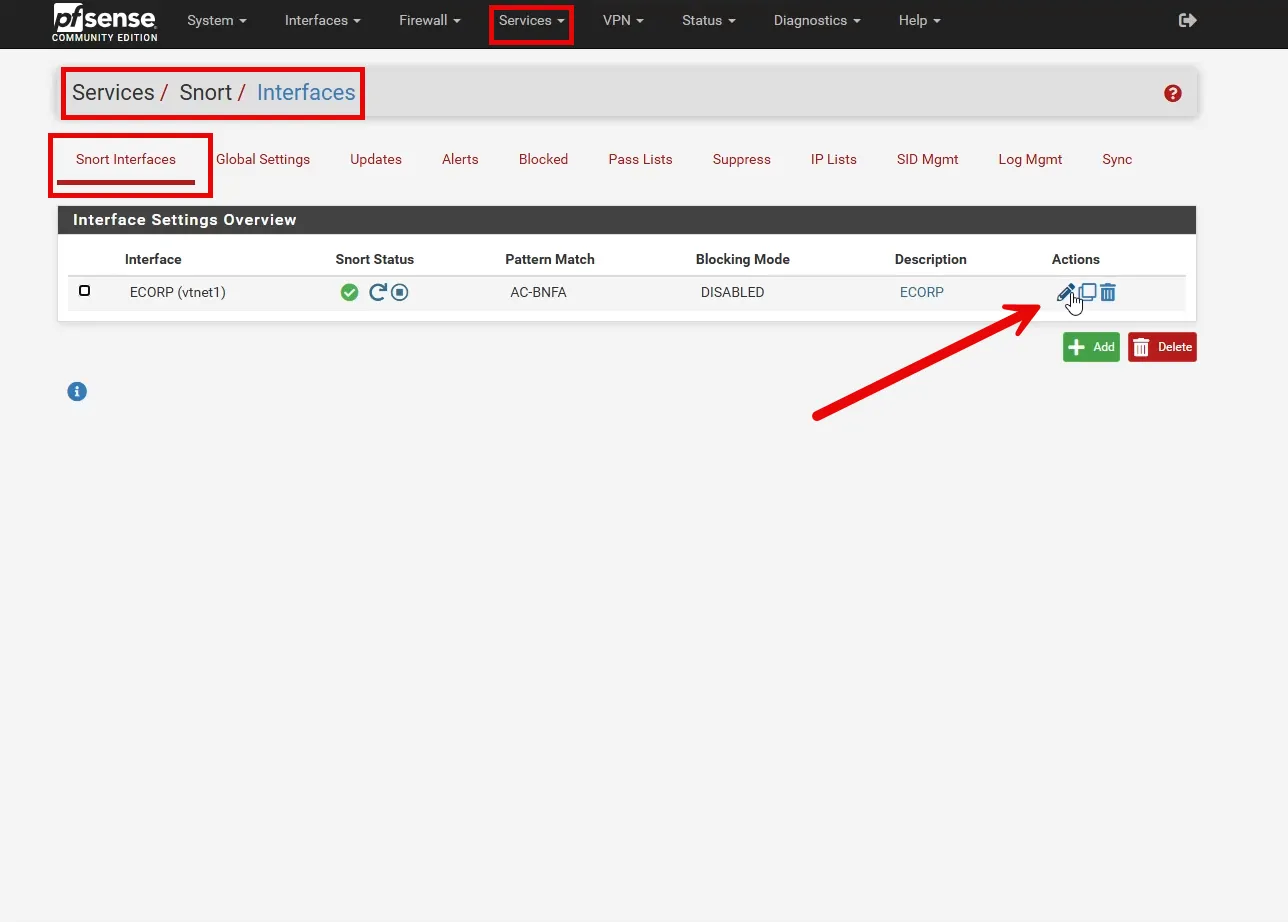 pfsense System Interfaces Firewall Services VPN Status Diagnostics Help
COMMUNITY EDITION
Services / Snort / Interfaces
Snort Interfaces Global Settings Updates Alerts Blocked Pass Lists Suppress IP Lists SID Mgmt Log Mgmt Sync
Interface Settings Overview
Interface Snort Status Pattern Match Blocking Mode Description Actions
ECORP (vtnet1) AC-BNFA DISABLED ECORP
Add Delete